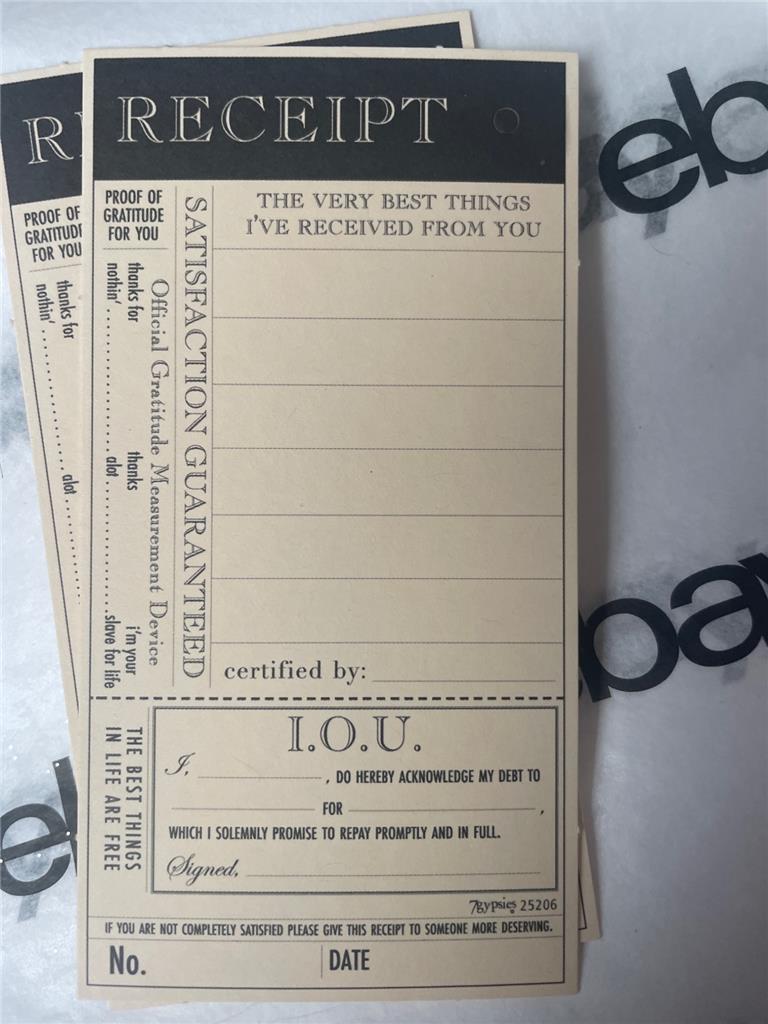 RECEIPT
PROOF OF
GRATITUDE
FOR YOU
thanks for
nothin'
thanks
alot
i'm your
slave for life
Official Gratitude Measurement Device
SATISFACTION GUARANTEED
THE VERY BEST THINGS
I'VE RECEIVED FROM YOU
certified by:
THE BEST THINGS
IN LIFE ARE FREE
I.O.U.
I, , DO HEREBY ACKNOWLEDGE MY DEBT TO
FOR ,
WHICH I SOLEMNLY PROMISE TO REPAY PROMPTLY AND IN FULL.
Signed,
7gypsies 25206
IF YOU ARE NOT COMPLETELY SATISFIED PLEASE GIVE THIS RECEIPT TO SOMEONE MORE DESERVING.
No. DATE
RE
PROOF OF
GRATITUDE
FOR YOU
thanks for
nothin'
alot
eb
bay
eb